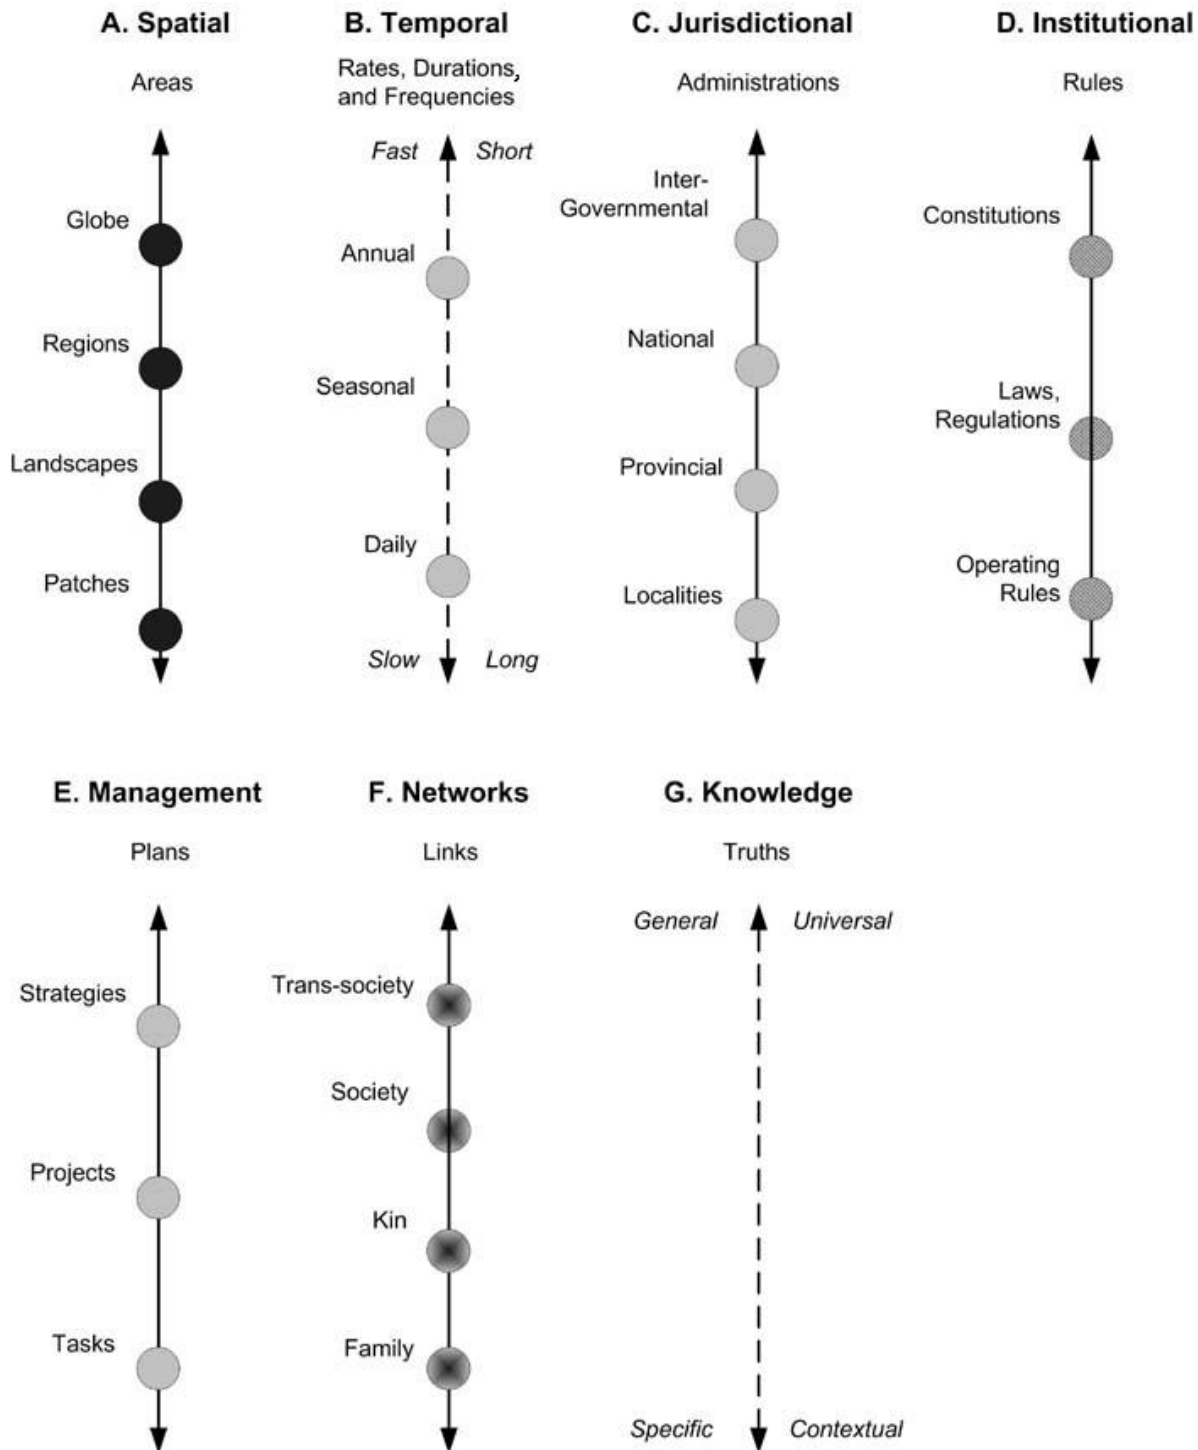 A. Spatial
Areas
Globe
Regions
Landscapes
Patches
B. Temporal
Rates, Durations,
and Frequencies
Fast
Short
Annual
Seasonal
Daily
Slow
Long
C. Jurisdictional
Administrations
Inter-
Governmental
National
Provincial
Localities
D. Institutional
Rules
Constitutions
Laws,
Regulations
Operating
Rules
E. Management
Plans
Strategies
Projects
Tasks
F. Networks
Links
Trans-society
Society
Kin
Family
G. Knowledge
Truths
General
Universal
Specific
Contextual